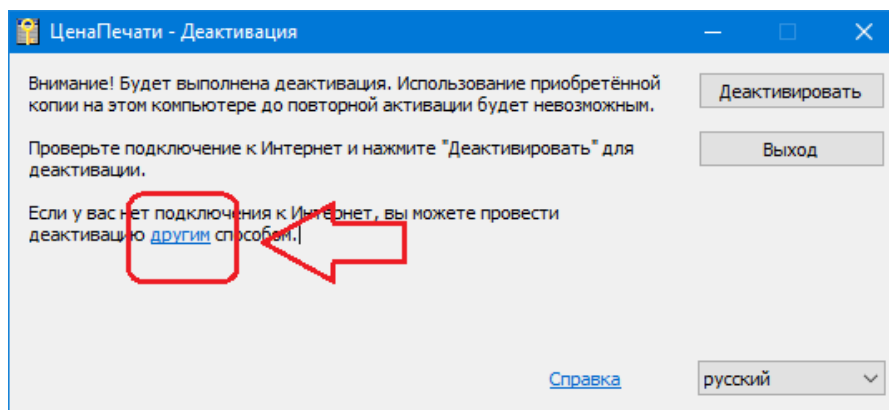 ЦенаПечати - Деактивация
Внимание! Будет выполнена деактивация. Использование приобретённой
копии на этом компьютере до повторной активации будет невозможным.
Деактивировать
Проверьте подключение к Интернет и нажмите "Деактивировать" для
деактивации.
Выход
Если у вас нет подключения к Интернет, вы можете провести
деактивацию другим способом.
Справка
русский